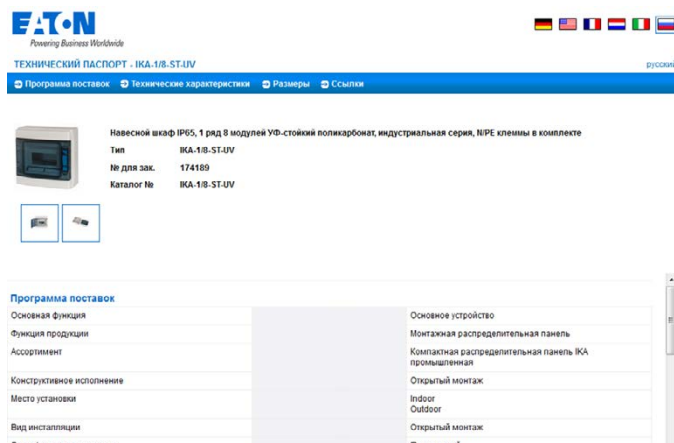 EATON
Powering Business Worldwide
ТЕХНИЧЕСКИЙ ПАСПОРТ - IKA-1/8-ST-UV
русский
Программа поставок Технические характеристики Размеры Ссылки
Навесной шкаф IP65, 1 ряд 8 модулей УФ-стойкий поликарбонат, индустриальная серия, N/PE клеммы в комплекте
Тип IKA-1/8-ST-UV
№ для зак. 174189
Каталог № IKA-1/8-ST-UV
Программа поставок
Основная функция Основное устройство
Функция продукции Монтажная распределительная панель
Ассортимент Компактная распределительная панель IKA
промышленная
Конструктивное исполнение Открытый монтаж
Место установки Indoor
Outdoor
Вид инсталляции Открытый монтаж